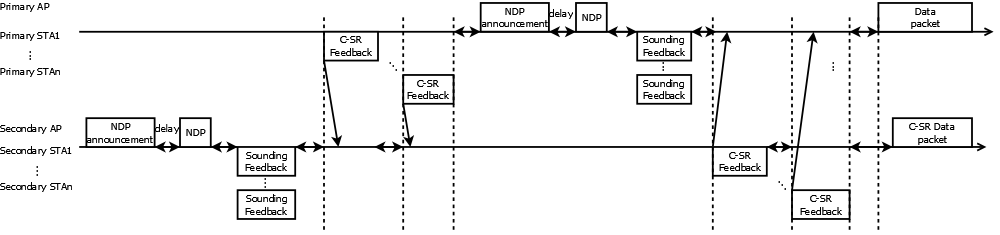 Primary AP
NDP
announcement
delay
NDP
Data
packet
Primary STA1
C-SR
Feedback
Sounding
Feedback
Primary STAn
C-SR
Feedback
Sounding
Feedback
Secondary AP
NDP
announcement
delay
NDP
C-SR Data
packet
Secondary STA1
Sounding
Feedback
C-SR
Feedback
Secondary STAn
Sounding
Feedback
C-SR
Feedback